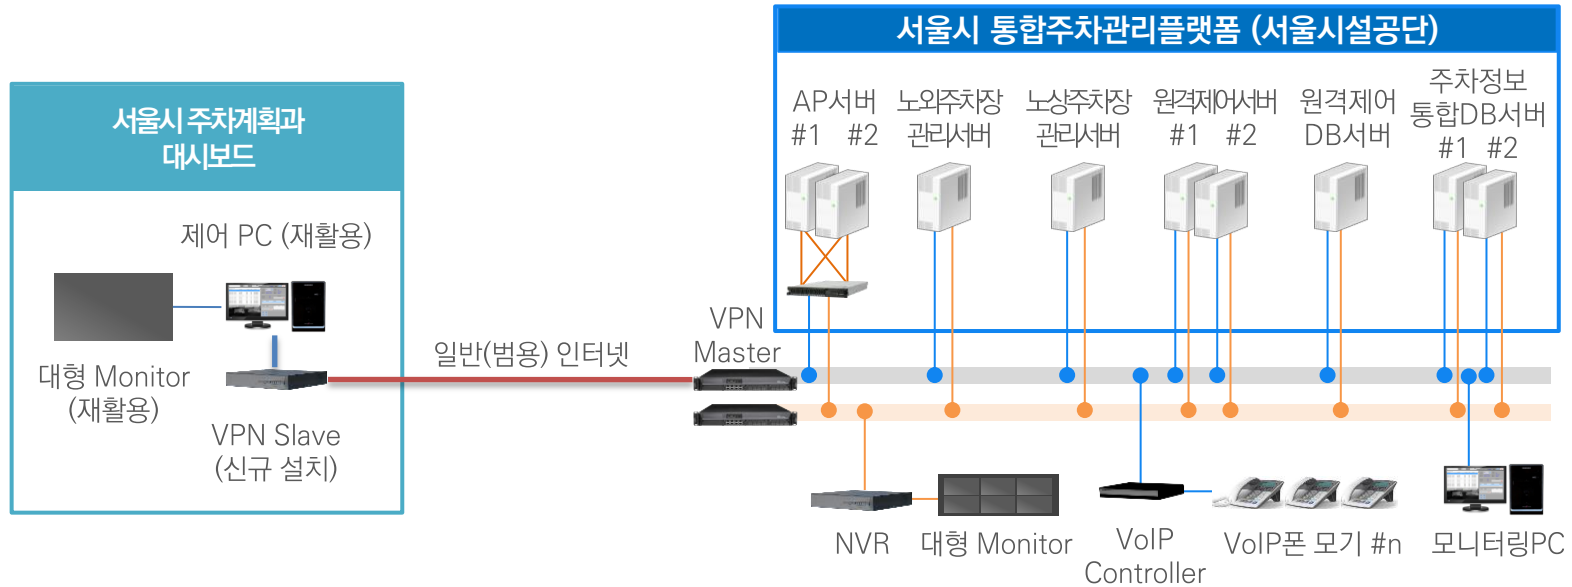 서울시 통합주차관리플랫폼 (서울시설공단)
AP서버
#1 #2
노외주차장
관리서버
노상주차장
관리서버
원격제어서버
#1 #2
원격제어
DB서버
주차정보
통합DB서버
#1 #2
서울시 주차계획과
대시보드
제어 PC (재활용)
대형 Monitor
(재활용)
VPN Slave
(신규 설치)
일반(범용) 인터넷
VPN
Master
NVR
대형 Monitor
VoIP
Controller
VoIP폰 모기 #n
모니터링PC